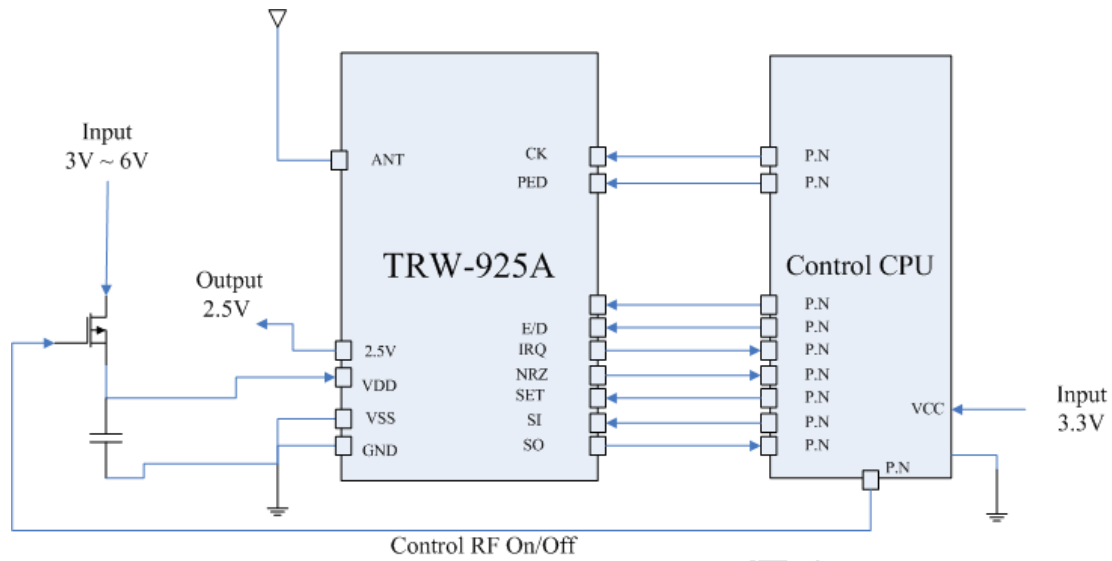 Input
3V ~ 6V
Output
2.5V
ANT
2.5V
VDD
VSS
GND
TRW-925A
CK
PED
E/D
IRQ
NRZ
SET
SI
SO
P.N
P.N
Control CPU
P.N
P.N
P.N
P.N
P.N
P.N
P.N
VCC
P.N
Input
3.3V
Control RF On/Off